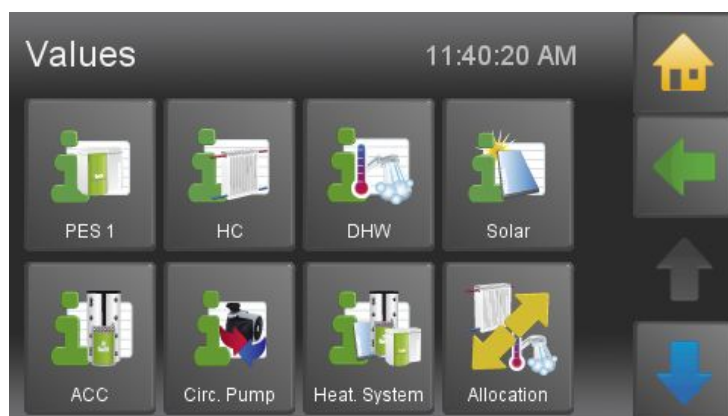 Values
11:40:20 AM
PES 1
HC
DHW
Solar
ACC
Circ. Pump
Heat. System
Allocation